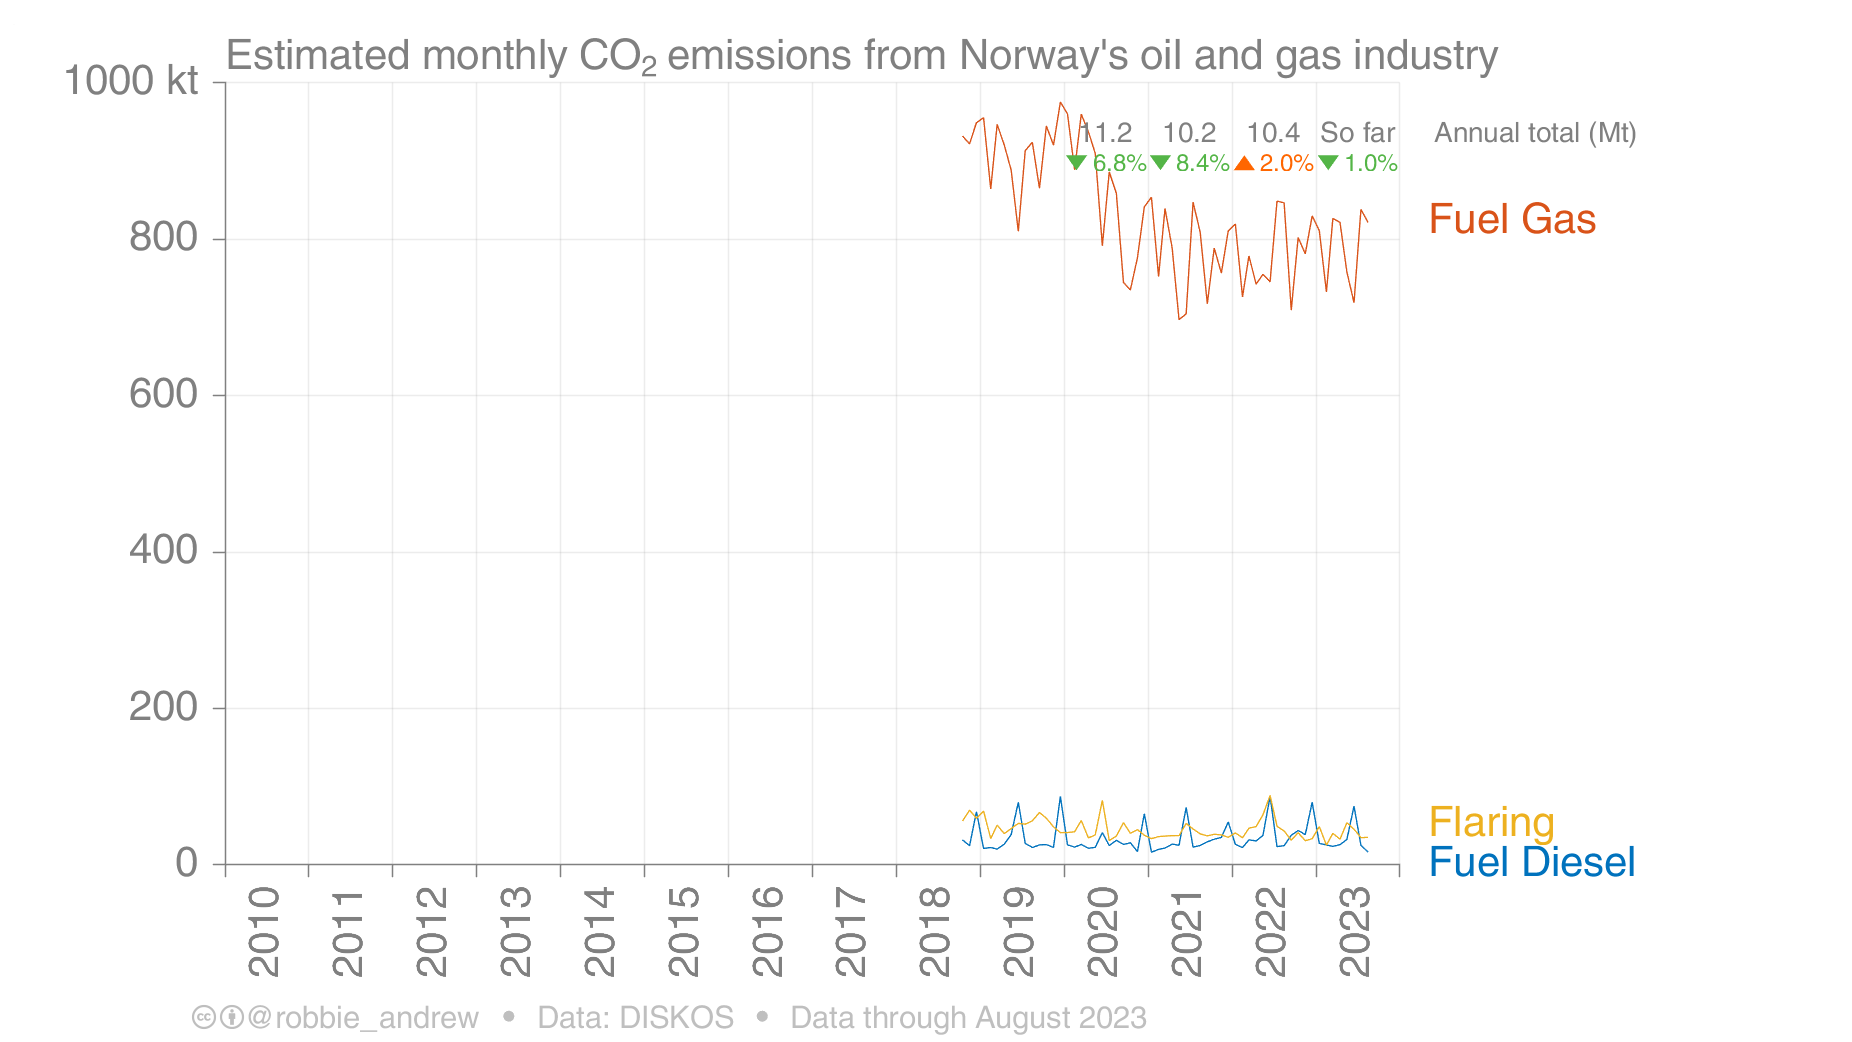 Estimated monthly CO₂ emissions from Norway's oil and gas industry
1000 kt
11.2 10.2 10.4 So far Annual total (Mt)
▼ 6.8% ▼ 8.4% ▲ 2.0% ▼ 1.0%
Fuel Gas
800
600
400
200
Flaring
Fuel Diesel
0
2010 2011 2012 2013 2014 2015 2016 2017 2018 2019 2020 2021 2022 2023
cc @robbie_andrew • Data: DISKOS • Data through August 2023